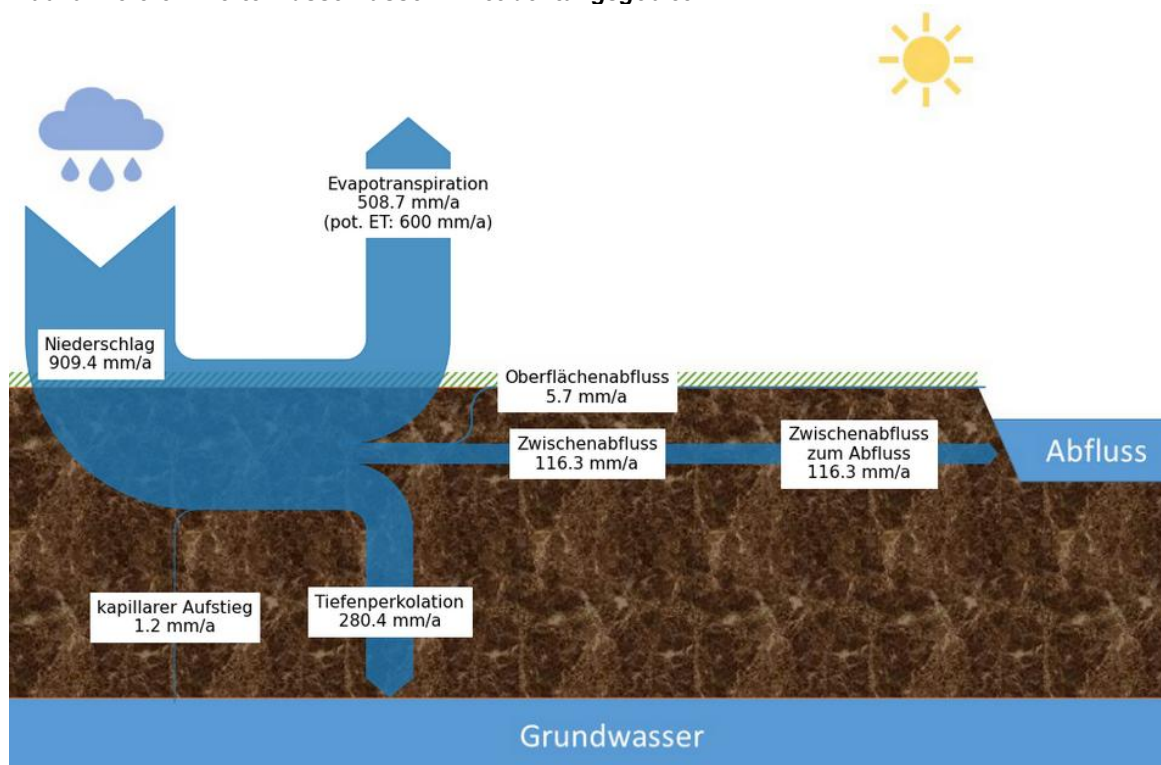 Evapotranspiration
508.7 mm/a
(pot. ET: 600 mm/a)
Niederschlag
909.4 mm/a
Oberflächenabfluss
5.7 mm/a
Zwischenabfluss
116.3 mm/a
Zwischenabfluss
zum Abfluss
116.3 mm/a
Abfluss
kapillarer Aufstieg
1.2 mm/a
Tiefenperkolation
280.4 mm/a
Grundwasser